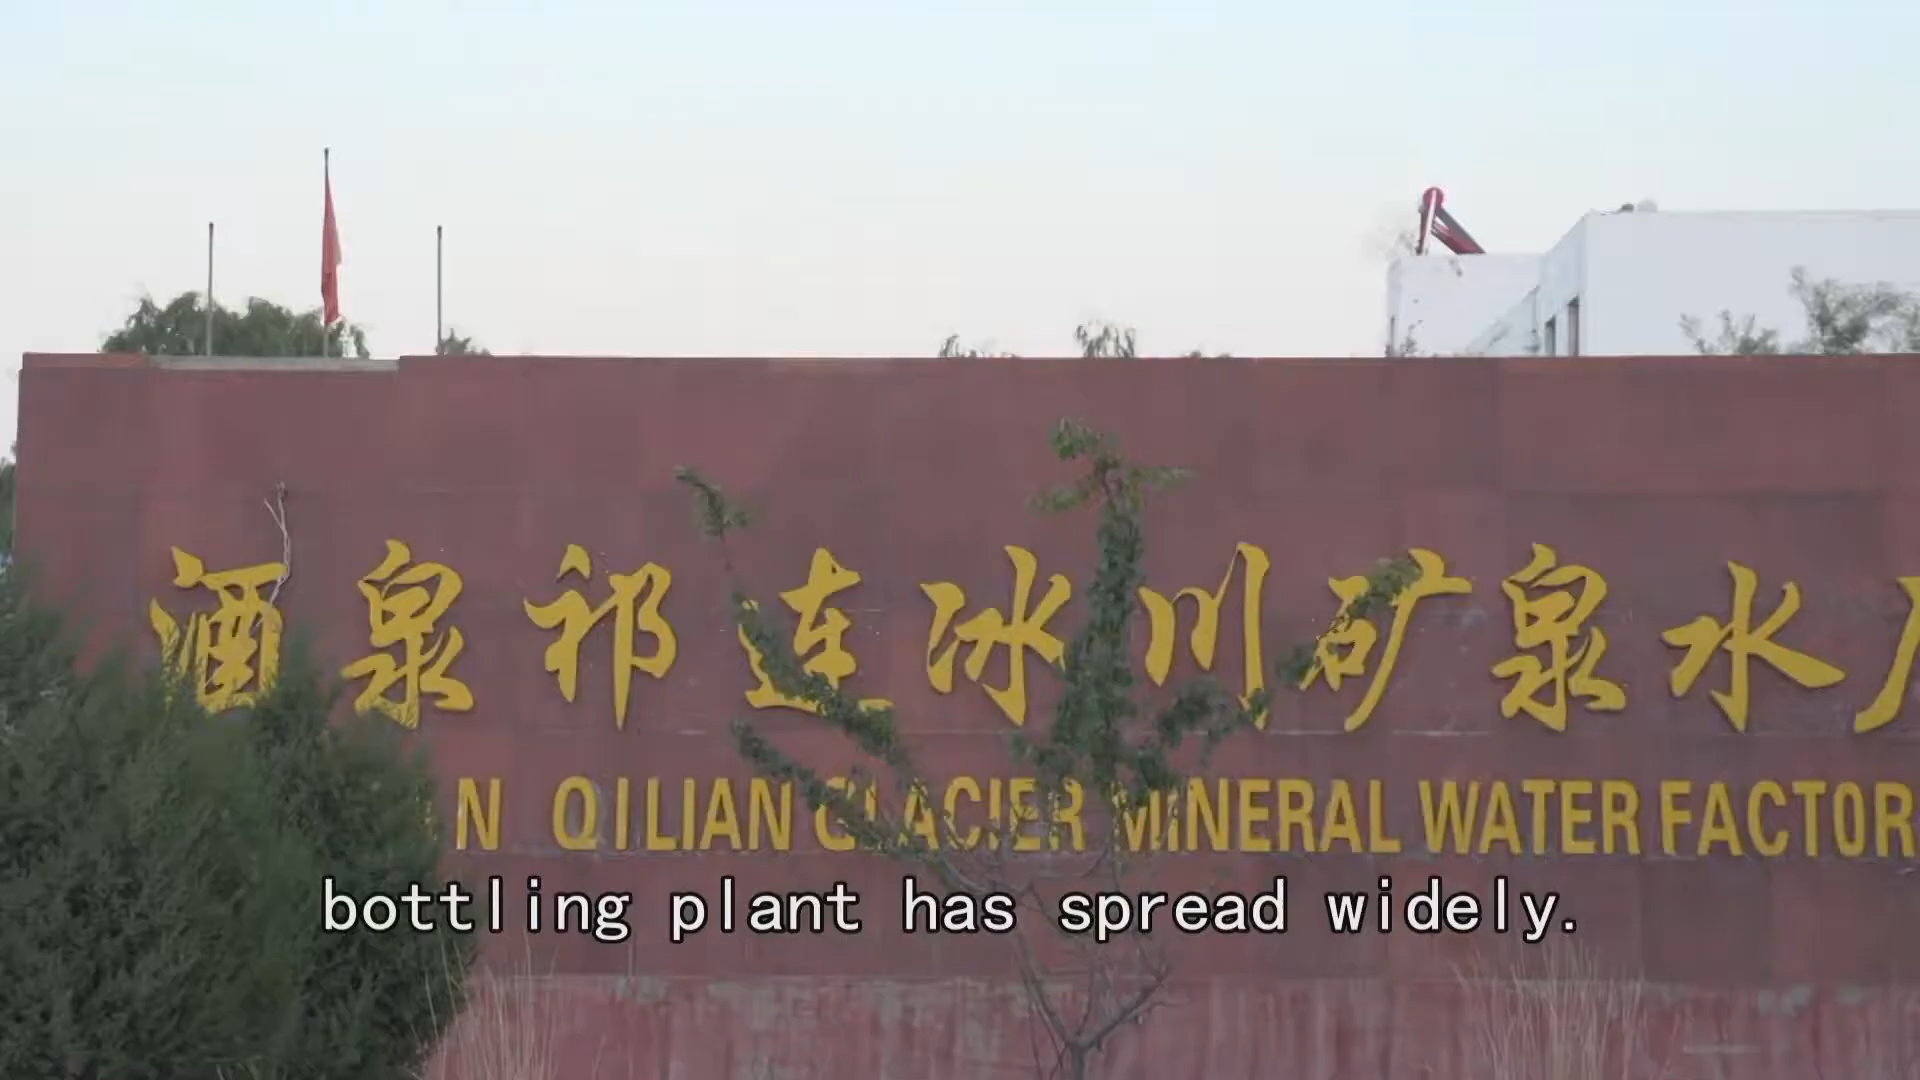 酒泉祁连冰川矿泉水厂
N QILIAN GLACIER MINERAL WATER FACTOR
bottling plant has spread widely.